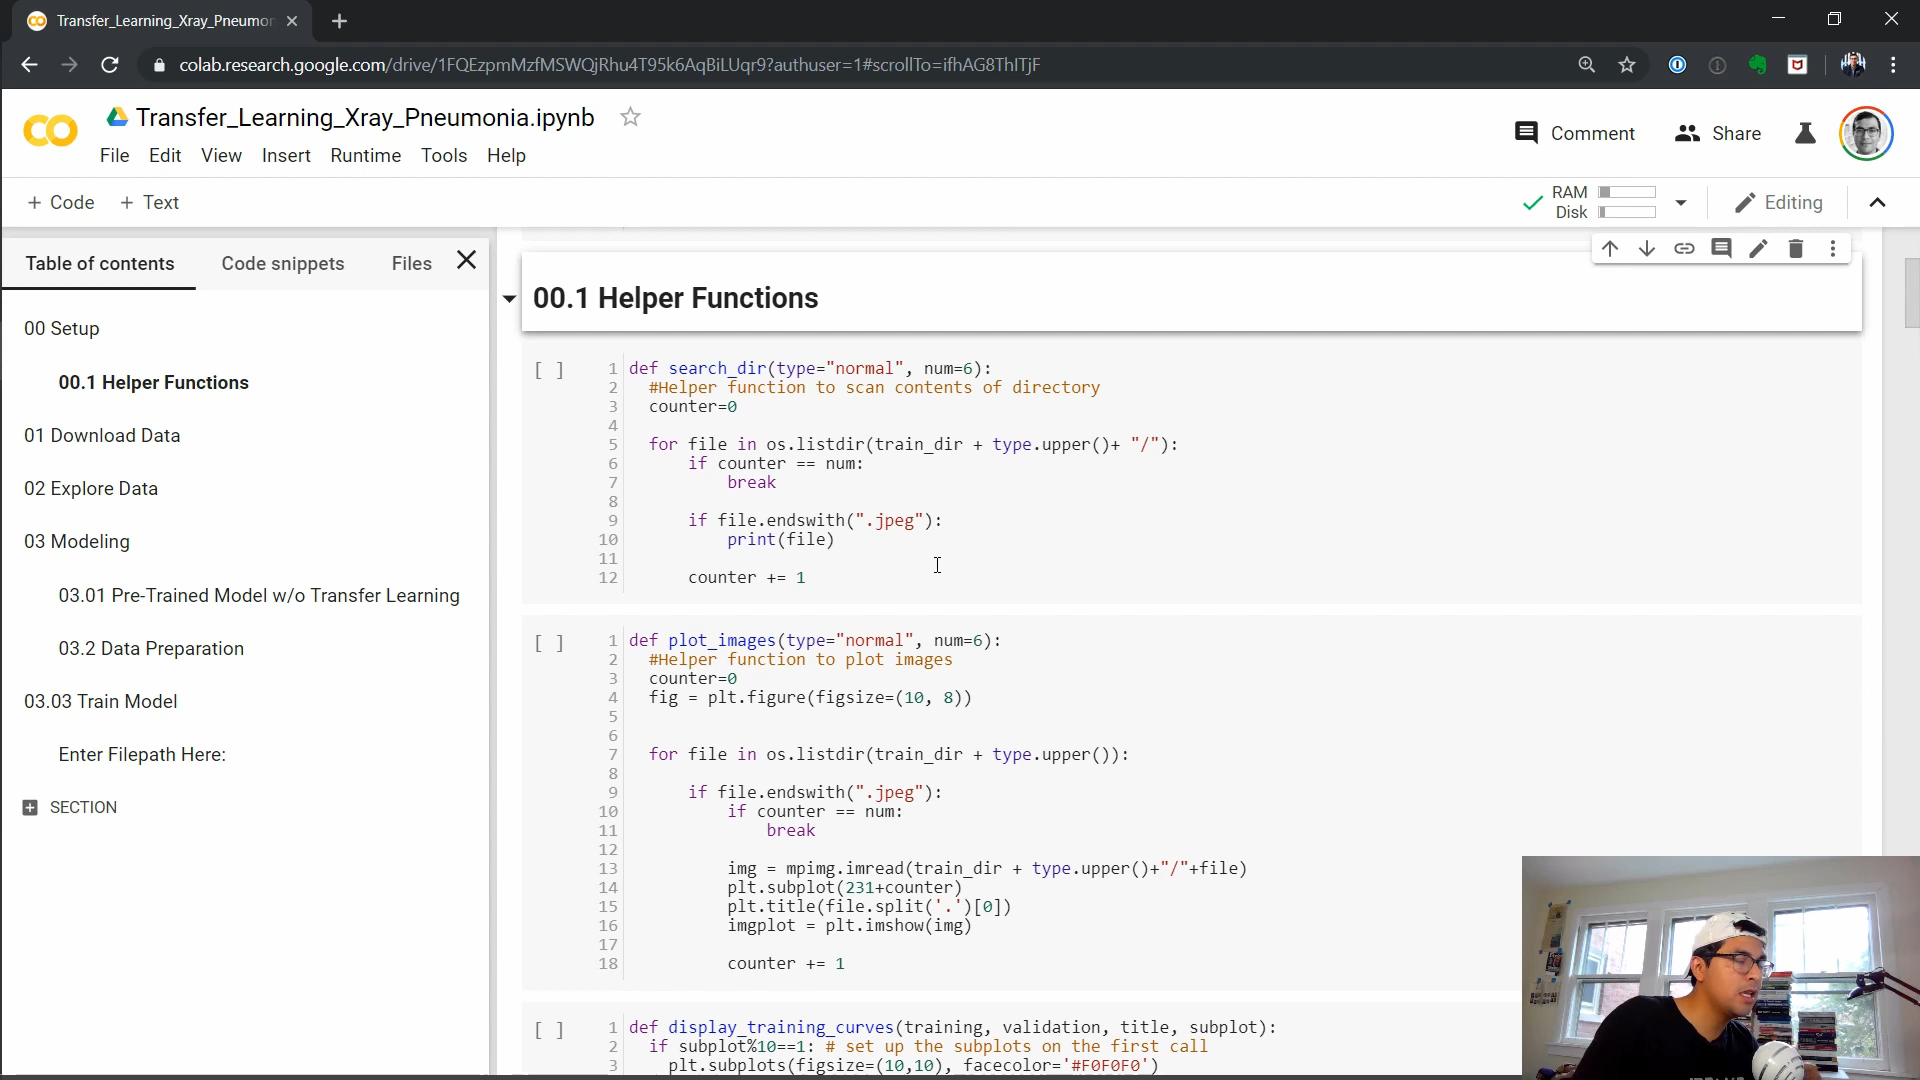 Transfer_Learning_Xray_Pneumon
colab.research.google.com/drive/1FQEzpmMzfMSWQjRhu4T95k6AqBiLUqr9?authuser=1#scrollTo=ifhAG8ThITjF
Transfer_Learning_Xray_Pneumonia.ipynb
File Edit View Insert Runtime Tools Help
Comment Share
+ Code + Text
RAM
Disk
Editing
Table of contents Code snippets Files
00 Setup
00.1 Helper Functions
01 Download Data
02 Explore Data
03 Modeling
03.01 Pre-Trained Model w/o Transfer Learning
03.2 Data Preparation
03.03 Train Model
Enter Filepath Here:
SECTION
00.1 Helper Functions
[ ]
1 def search_dir(type="normal", num=6):
2 #Helper function to scan contents of directory
3 counter=0
4
5 for file in os.listdir(train_dir + type.upper()+ "/"):
6 if counter == num:
7 break
8
9 if file.endswith(".jpeg"):
10 print(file)
11
12 counter += 1
[ ]
1 def plot_images(type="normal", num=6):
2 #Helper function to plot images
3 counter=0
4 fig = plt.figure(figsize=(10, 8))
5
6
7 for file in os.listdir(train_dir + type.upper()):
8
9 if file.endswith(".jpeg"):
10 if counter == num:
11 break
12
13 img = mpimg.imread(train_dir + type.upper()+"/"+file)
14 plt.subplot(231+counter)
15 plt.title(file.split('.')[0])
16 imgplot = plt.imshow(img)
17
18 counter += 1
[ ]
1 def display_training_curves(training, validation, title, subplot):
2 if subplot%10==1: # set up the subplots on the first call
3 plt.subplots(figsize=(10,10), facecolor='#F0F0F0')